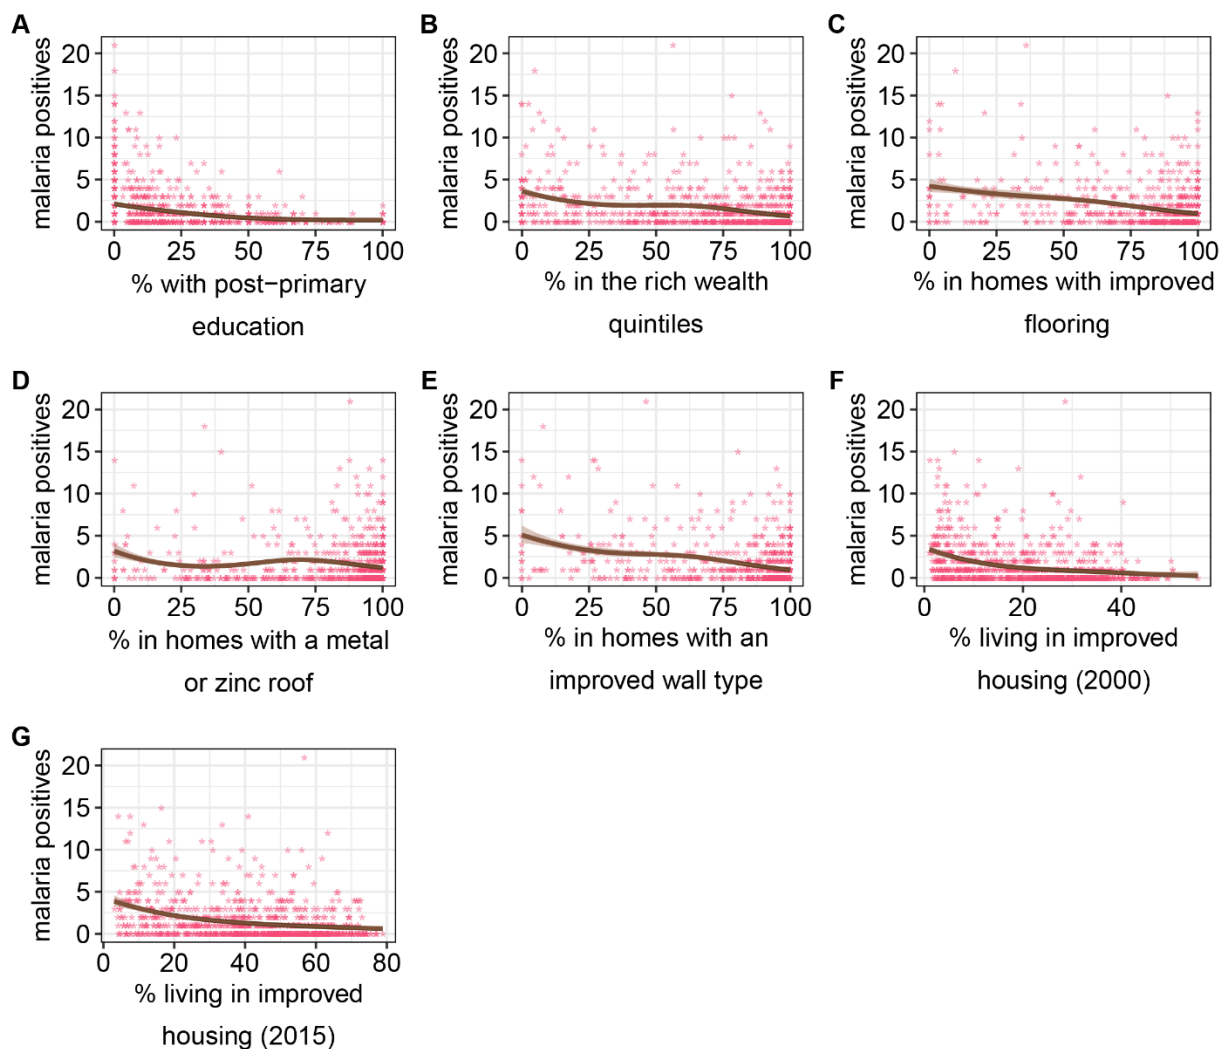 A
malaria positives
20
15
10
5
0
0 25 50 75 100
% with post−primary
education
B
malaria positives
20
15
10
5
0
0 25 50 75 100
% in the rich wealth
quintiles
C
malaria positives
20
15
10
5
0
0 25 50 75 100
% in homes with improved
flooring
D
malaria positives
20
15
10
5
0
0 25 50 75 100
% in homes with a metal
or zinc roof
E
malaria positives
20
15
10
5
0
0 25 50 75 100
% in homes with an
improved wall type
F
malaria positives
20
15
10
5
0
0 20 40
% living in improved
housing (2000)
G
malaria positives
20
15
10
5
0
0 20 40 60 80
% living in improved
housing (2015)